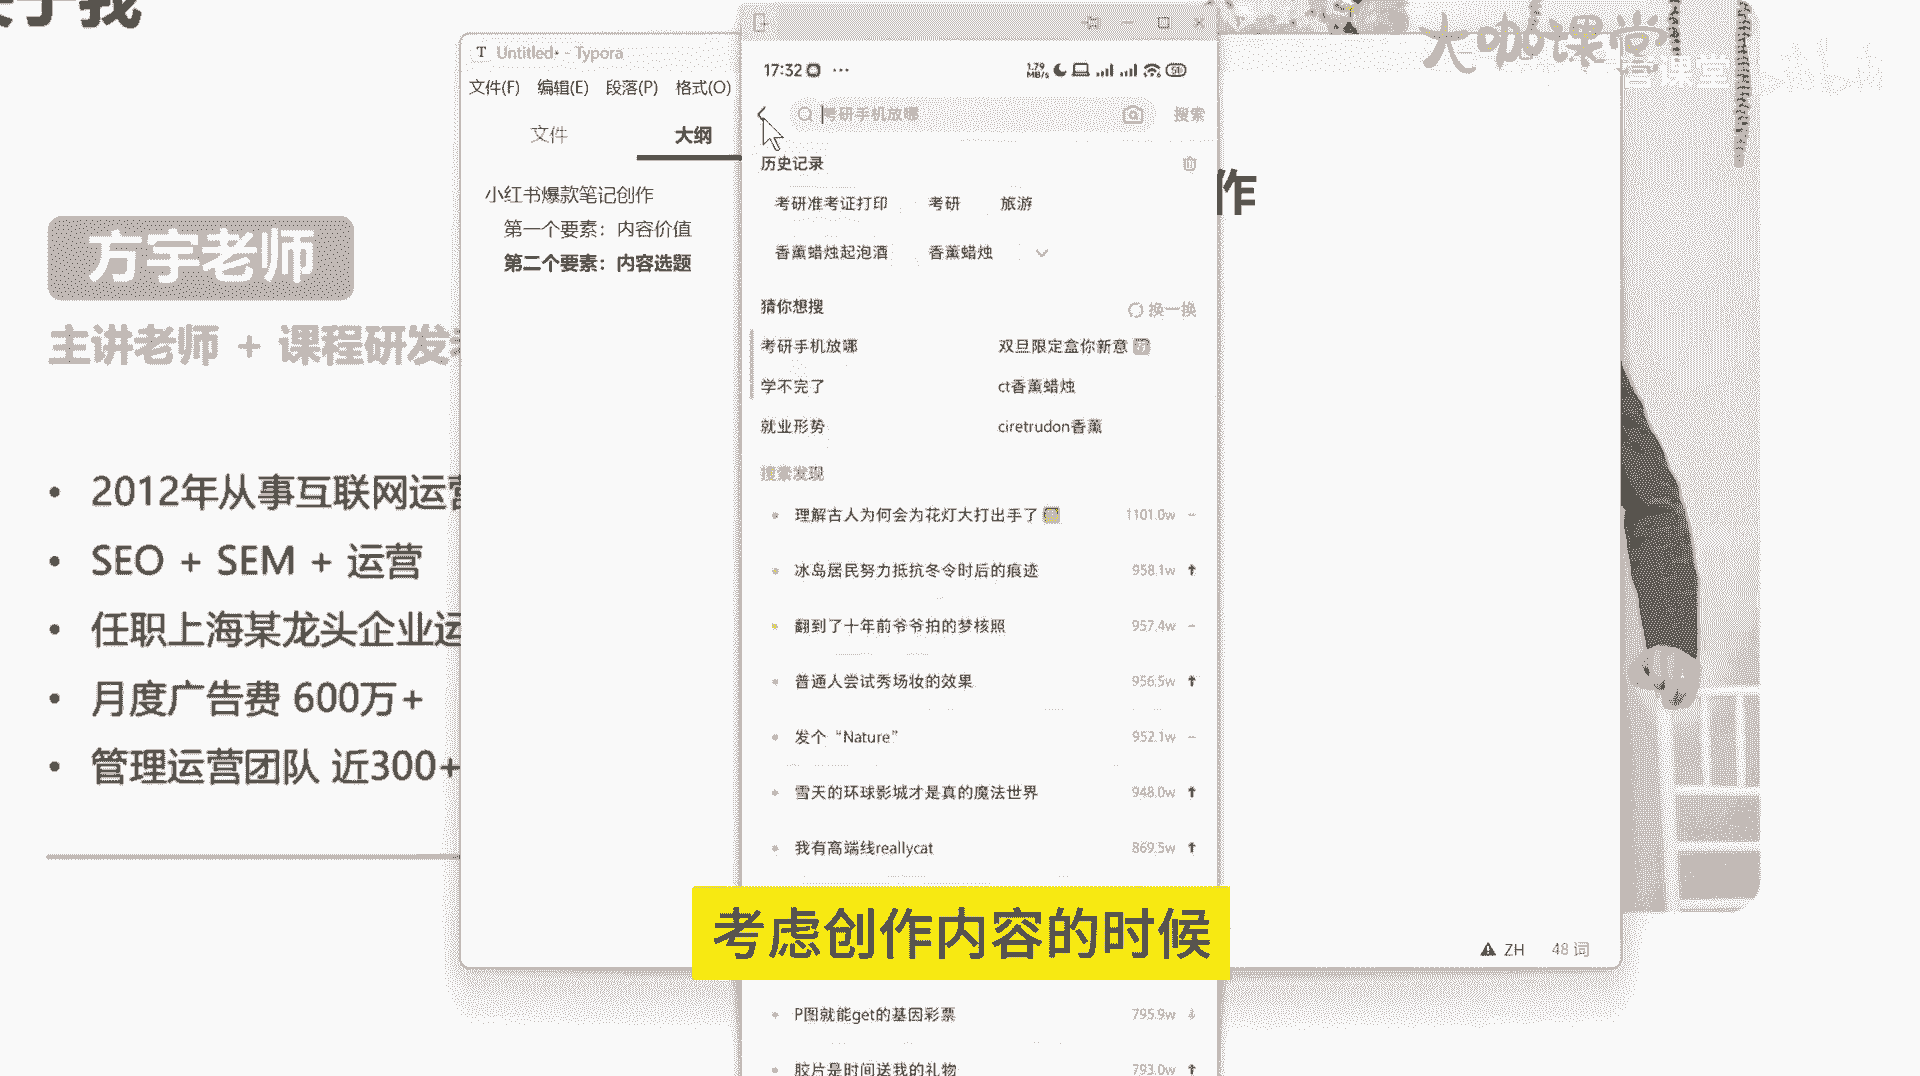 于我
方宇老师
主讲老师 + 课程研发
2012年从事互联网运营
SEO + SEM + 运营
任职上海某龙头企业运
月度广告费 600万+
管理运营团队 近300+
T Untitled• - Typora
文件(F) 编辑(E) 段落(P) 格式(O)
文件 大纲
小红书爆款笔记创作
第一个要素：内容价值
第二个要素：内容选题
17:32
1.79 MB/s
考研手机放哪
搜索
历史记录
考研准考证打印 考研 旅游
香薰蜡烛起泡酒 香薰蜡烛
猜你想搜 换一换
考研手机放哪 双旦限定盒你新意
学不完了 ct香薰蜡烛
就业形势 ciretrudon香薰
搜索发现
理解古人为何会为花灯大打出手了 1101.0w
冰岛居民努力抵抗冬令时后的痕迹 958.1w
翻到了十年前爷爷拍的梦核照 957.4w
普通人尝试秀场妆的效果 956.5w
发个“Nature” 952.1w
雪天的环球影城才是真的魔法世界 948.0w
我有高端线reallycat 869.5w
考虑创作内容的时候
P图就能get的基因彩票 795.9w
胶片是时间送我的礼物 793.0w
作
大咖课堂
课堂 bilibili
ZH 48 词